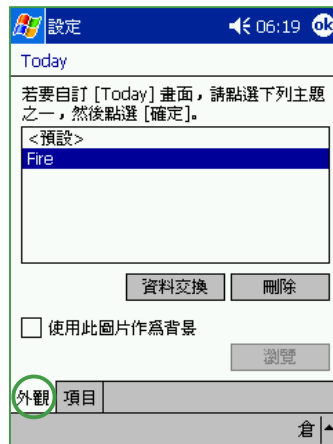 設定 06:19 ok
Today
若要自訂 [Today] 畫面，請點選下列主題
之一，然後點選 [確定]。
<預設>
Fire
資料交換 刪除
使用此圖片作為背景
瀏覽
外觀 項目
倉